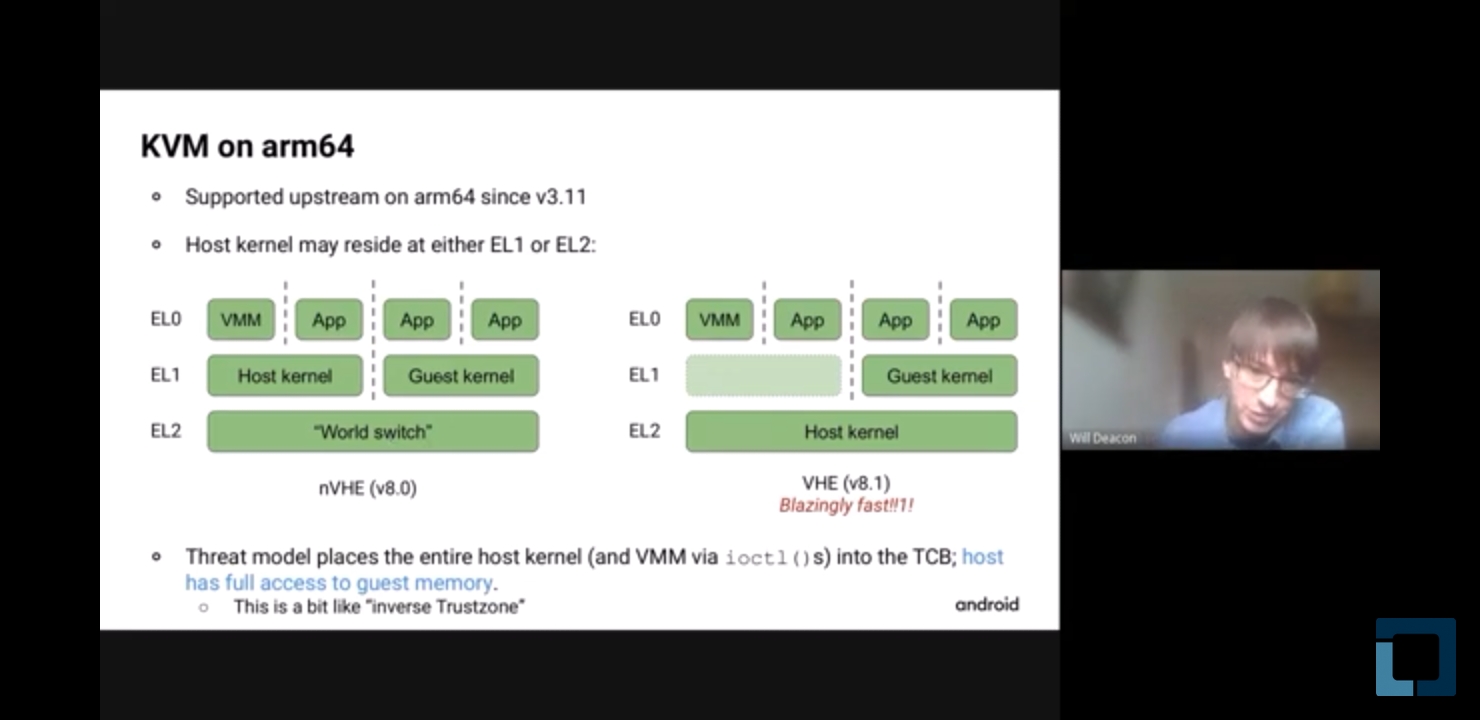 KVM on arm64
Supported upstream on arm64 since v3.11
Host kernel may reside at either EL1 or EL2:
EL0 VMM App App App
EL1 Host kernel Guest kernel
EL2 "World switch"
nVHE (v8.0)
EL0 VMM App App App
EL1 Guest kernel
EL2 Host kernel
VHE (v8.1)
Blazingly fast!!1!
Threat model places the entire host kernel (and VMM via ioctl()s) into the TCB; host
has full access to guest memory.
This is a bit like "inverse Trustzone"
android
Will Deacon